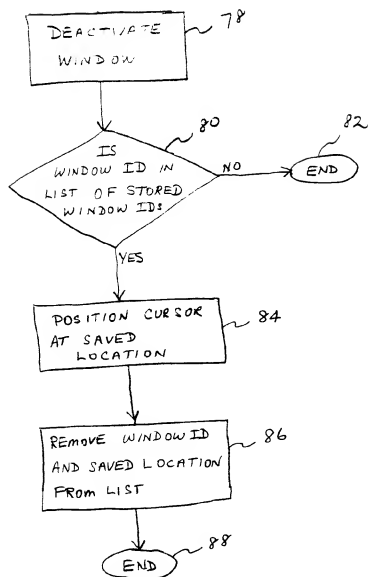 DEACTIVATE
WINDOW
78
80
IS
WINDOW ID IN
LIST OF STORED
WINDOW IDs
NO
82
END
YES
POSITION CURSOR
AT SAVED
LOCATION
84
REMOVE WINDOW ID
AND SAVED LOCATION
FROM LIST
86
END
88